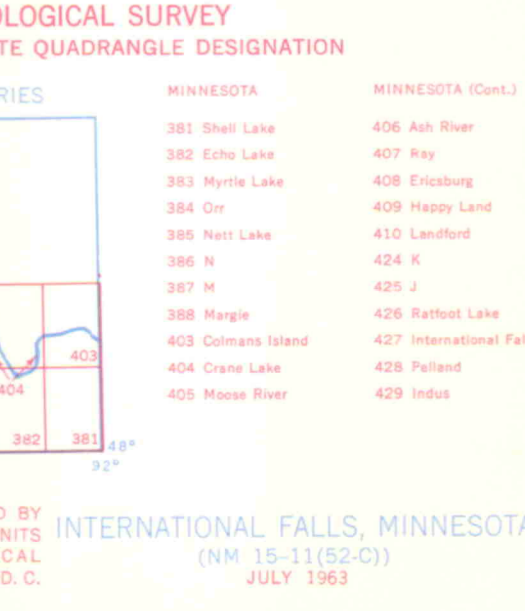 OLOGICAL SURVEY
TE QUADRANGLE DESIGNATION
RIES
MINNESOTA
381 Shell Lake
382 Echo Lake
383 Myrtle Lake
384 Orr
385 Nett Lake
386 N
387 M
388 Margie
403 Colmans Island
404 Crane Lake
405 Moose River
MINNESOTA (Cont.)
406 Ash River
407 Ray
408 Ericsburg
409 Happy Land
410 Landford
424 K
425 J
426 Ratfoot Lake
427 International Fal
428 Pelland
429 Indus
403
404
382
381
48°
92°
D BY
NITS
CAL
D. C.
INTERNATIONAL FALLS, MINNESOTA
(NM 15-11(52-C))
JULY 1963